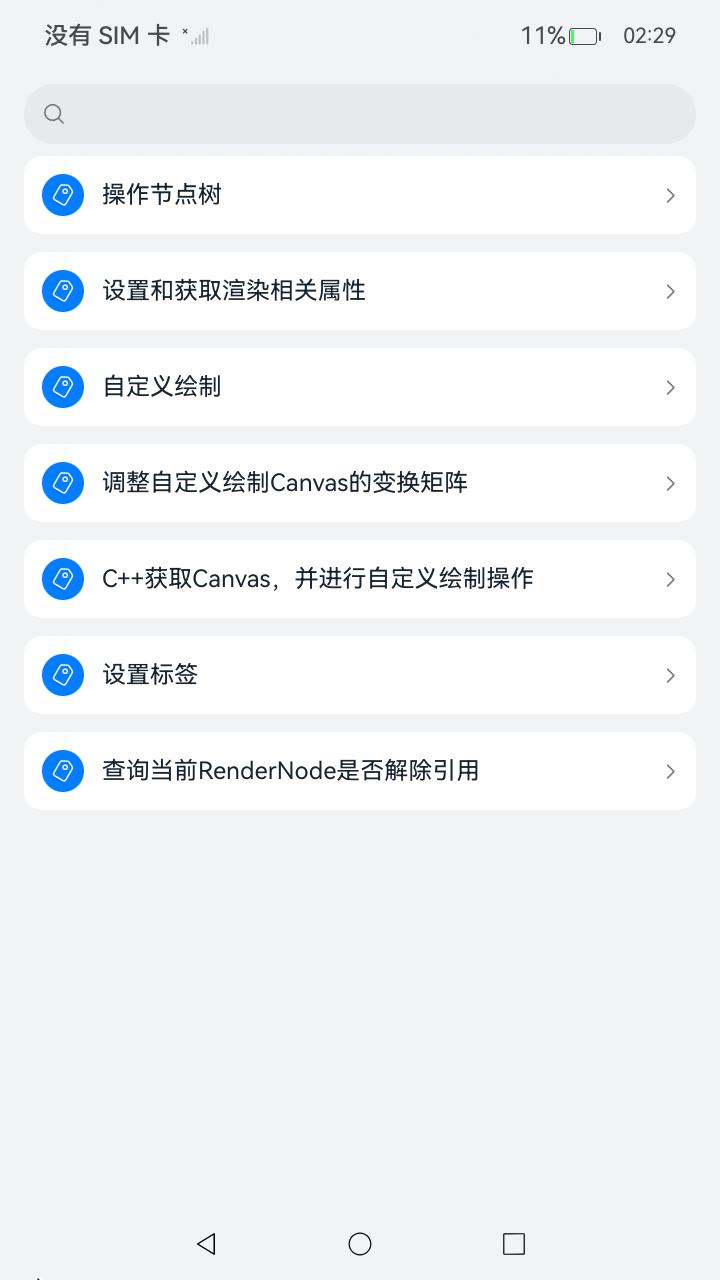 没有 SIM 卡 11% 02:29
操作节点树
设置和获取渲染相关属性
自定义绘制
调整自定义绘制Canvas的变换矩阵
C++获取Canvas，并进行自定义绘制操作
设置标签
查询当前RenderNode是否解除引用